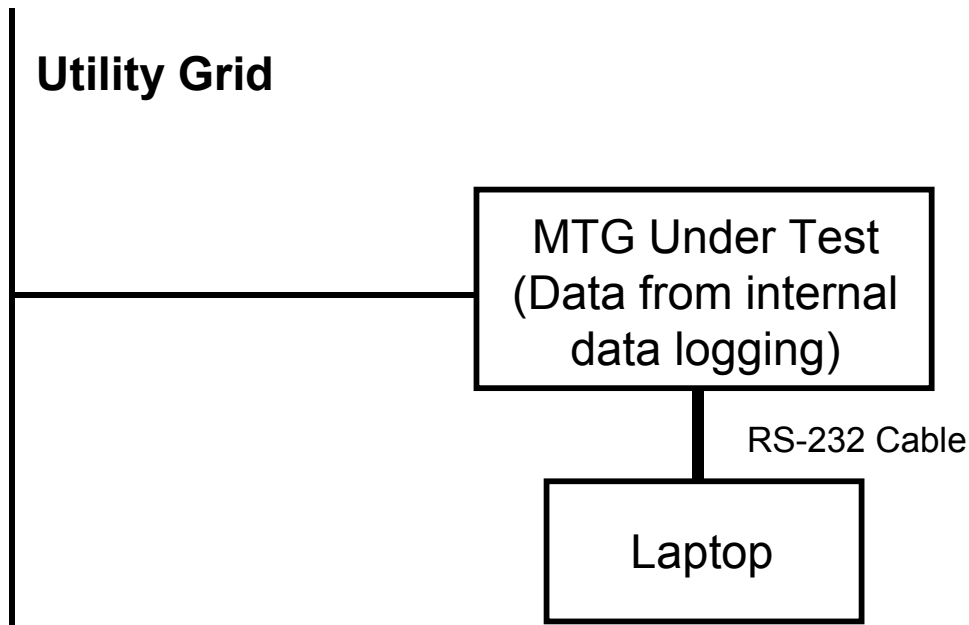 Utility Grid
MTG Under Test
(Data from internal
data logging)
RS-232 Cable
Laptop